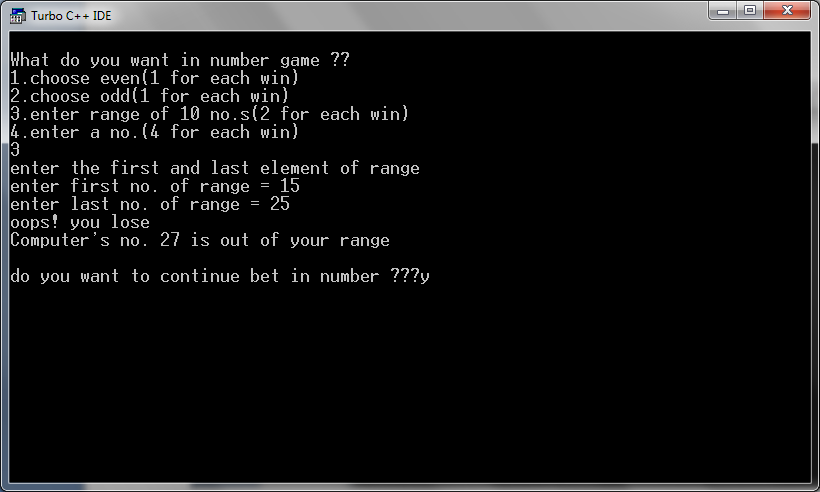 Turbo C++ IDE
What do you want in number game ??
1.choose even(1 for each win)
2.choose odd(1 for each win)
3.enter range of 10 no.s(2 for each win)
4.enter a no.(4 for each win)
3
enter the first and last element of range
enter first no. of range = 15
enter last no. of range = 25
oops! you lose
Computer's no. 27 is out of your range
do you want to continue bet in number ???y